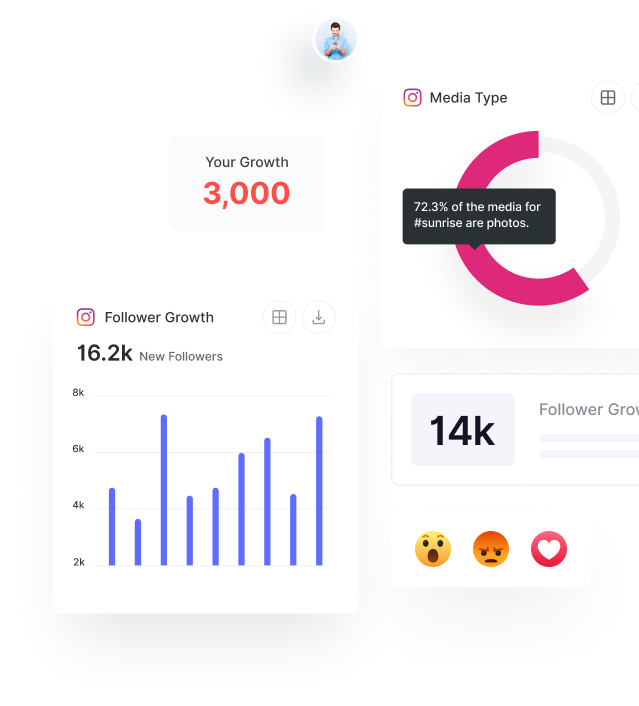 Media Type
Your Growth
3,000
72.3% of the media for
#sunrise are photos.
Follower Growth
16.2k New Followers
8k
6k
4k
2k
14k
Follower Grow